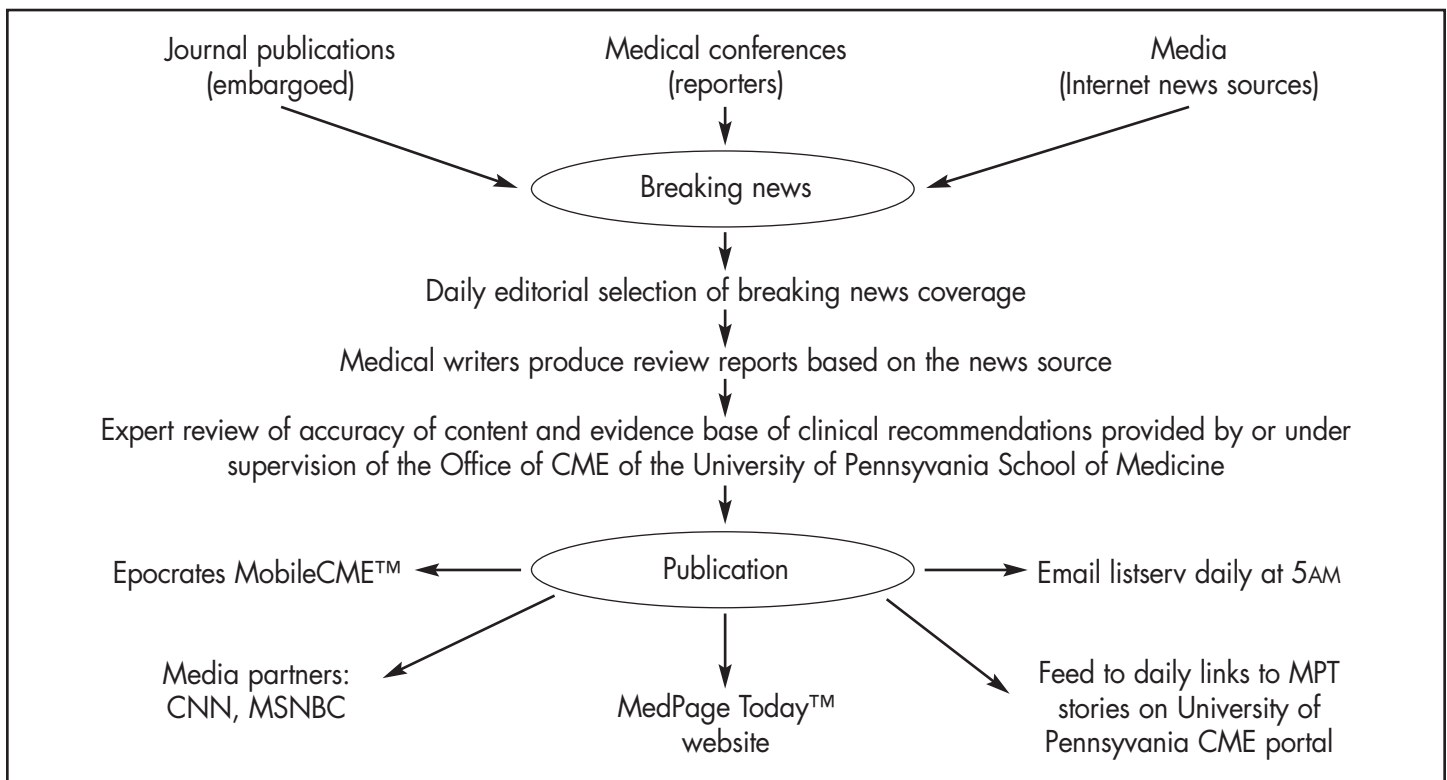 Journal publications
(embargoed)
Medical conferences
(reporters)
Media
(Internet news sources)
Breaking news
Daily editorial selection of breaking news coverage
Medical writers produce review reports based on the news source
Expert review of accuracy of content and evidence base of clinical recommendations provided by or under
supervision of the Office of CME of the University of Pennsyvania School of Medicine
Epocrates MobileCME™
Publication
Email listserv daily at 5AM
Media partners:
CNN, MSNBC
MedPage Today™
website
Feed to daily links to MPT
stories on University of
Pennsyvania CME portal